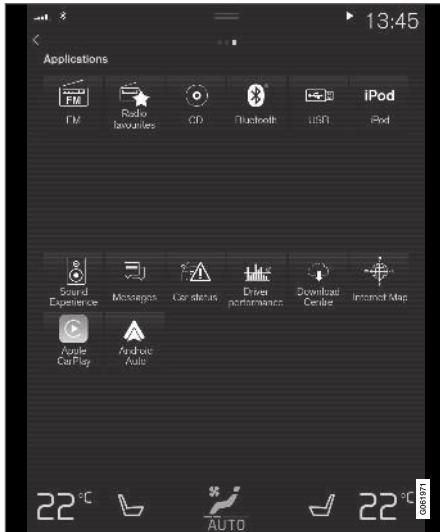 13:45
Applications
FM
iPod
FM
Radio
favourites
CD
Bluetooth
USB
iPod
Sound
Experience
Messages
Car status
Driver
performance
Download
Centre
Internet Map
Apple
CarPlay
Android
Auto
22°C
AUTO
22°C
G061971